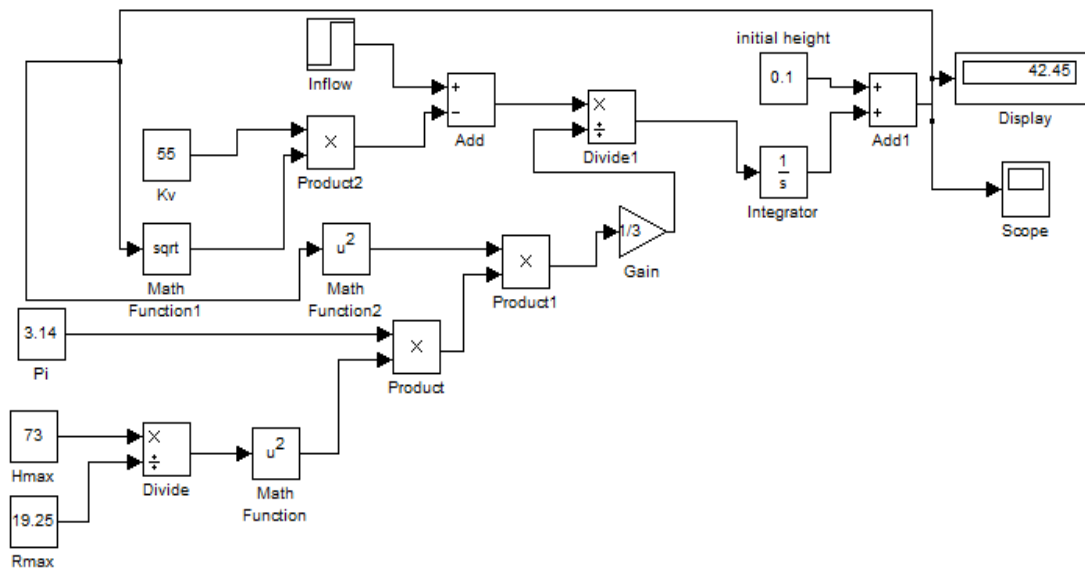 initial height
0.1
+
+
Add1
42.45
Display
Inflow
+
−
Add
×
÷
Divide1
55
Kv
×
Product2
1
s
Integrator
Scope
sqrt
Math
Function1
u2
Math
Function2
×
Product1
1/3
Gain
3.14
Pi
×
Product
73
Hmax
×
÷
Divide
u2
Math
Function
19.25
Rmax